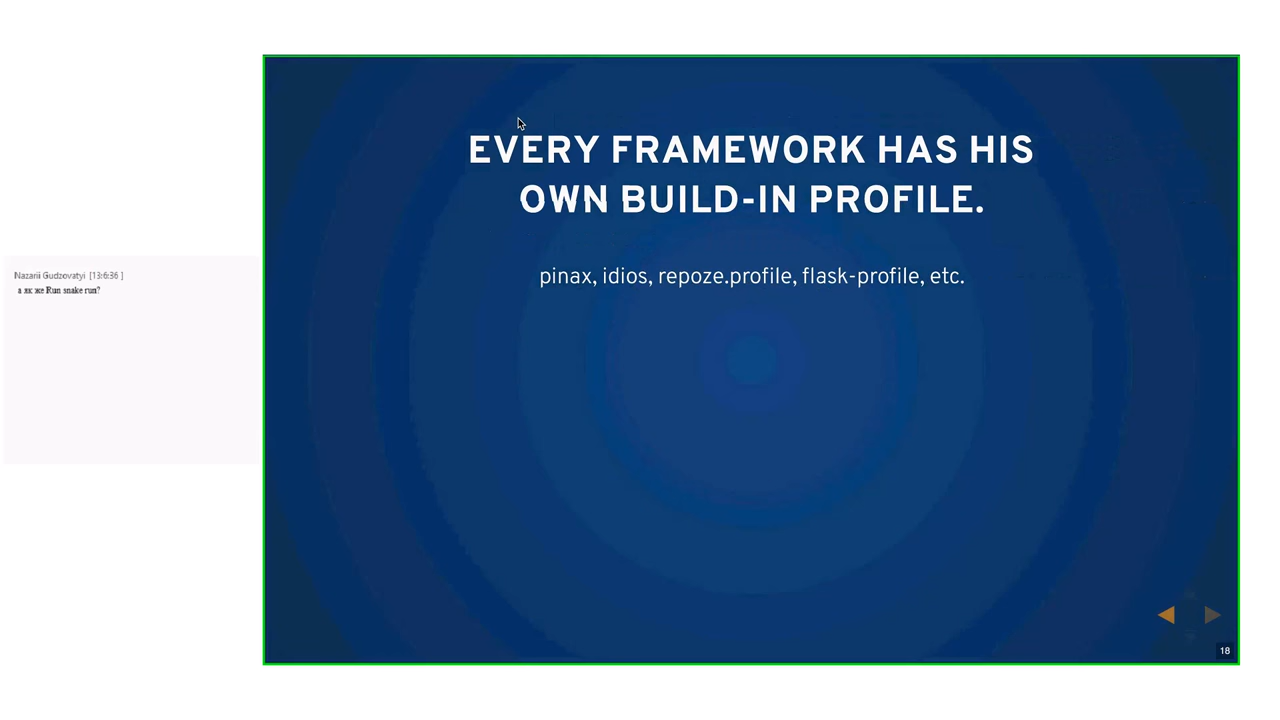 EVERY FRAMEWORK HAS HIS
OWN BUILD-IN PROFILE.
pinax, idios, repoze.profile, flask-profile, etc.
Nazarii Gudzovatyi [13:6:36 ]
а як же Run snake run?
18